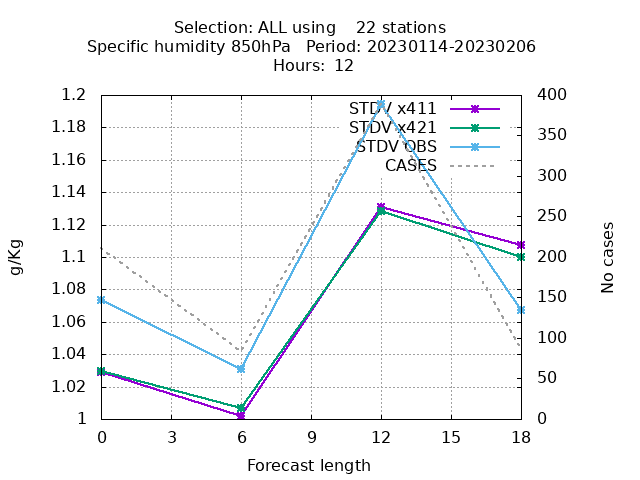 Selection: ALL using    22 stations
Specific humidity 850hPa   Period: 20230114-20230206
Hours:  12
1.2
1.18
1.16
1.14
1.12
1.1
1.08
1.06
1.04
1.02
1
g/Kg
STDV x411
STDV x421
STDV OBS
CASES
400
350
300
250
200
150
100
50
0
No cases
0 3 6 9 12 15 18
Forecast length